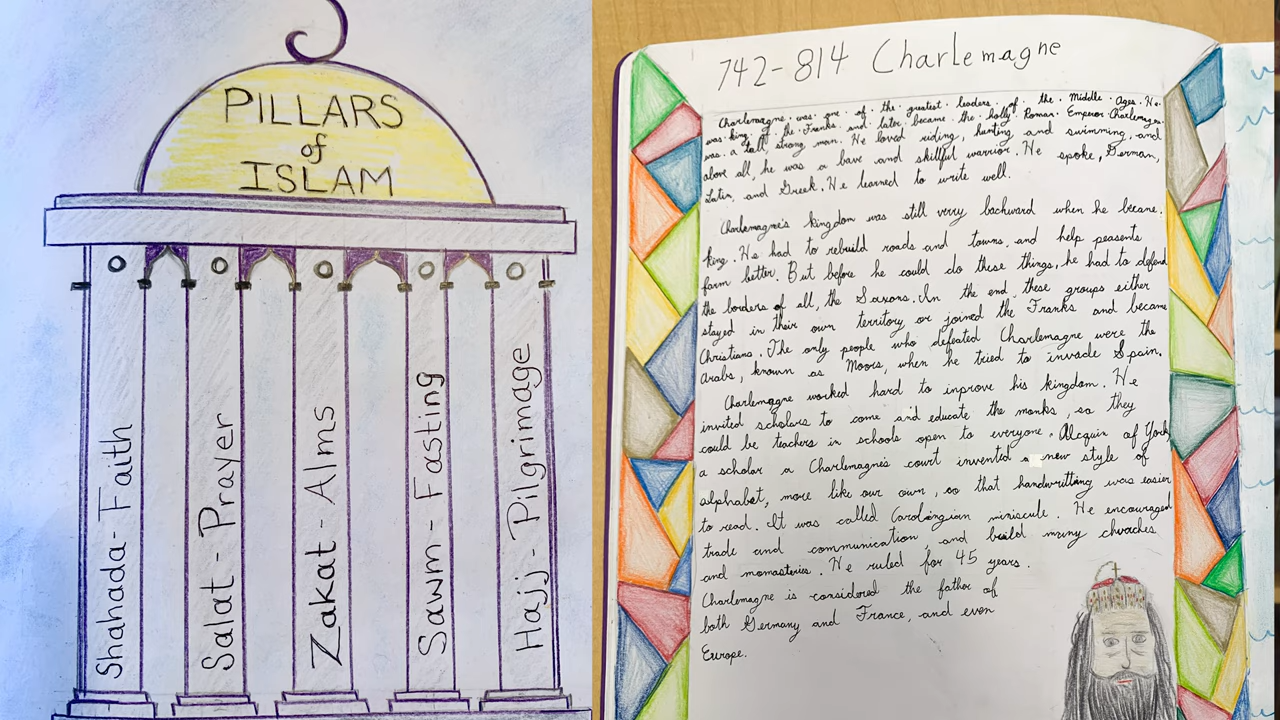 PILLARS
of
ISLAM
Shahada - Faith
Salat - Prayer
Zakat - Alms
Sawm - Fasting
Hajj - Pilgrimage
742-814 Charlemagne
Charlemagne was one of the greatest leaders of the Middle Ages. He
was king of the Franks and later became the holly Roman Emperor Charlemagne
was a tall strong man. He loved riding, hunting and swimming, and
above all, he was a bave and skillful warrior. He spoke, German,
Latin, and Greek. He learned to write well.
Charlemagne's kingdom was still verry backward when he became
king. He had to rebuild roads and towns, and help peasents
farm better. But before he could do these things, he had to defend
the borders of all, the Saxons. In the end, these groups either
stayed in their own territory or joined the Franks and became
Christians. The only people who defeated Charlemagne were the
Arabs, known as Moors, when he tried to invade Spain.
Charlemagne worked hard to inprove his kingdom. He
invited scholars to come and educate the monks, so they
could be teachers in schools open to everyone. Alcquin of York,
a scholar a Charlemagne's court invented a new style of
alphabet, more like our own, so that handwritting was easier
to read. It was called Carolingian miniscule. He encouraged
trade and communication and build many chvaches
and monasteries. He ruled for 45 years.
Charlemagne is considered the father of
both Germany and France, and even
Europe.